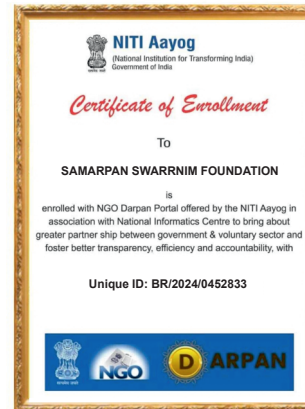 NITI Aayog
(National Institution for Transforming India)
Government of India
Certificate of Enrollment
To
SAMARPAN SWARRNIM FOUNDATION
is
enrolled with NGO Darpan Portal offered by the NITI Aayog in
association with National Informatics Centre to bring about
greater partner ship between government & voluntary sector and
foster better transparency, efficiency and accountability, with
Unique ID: BR/2024/0452833
NGO
DARPAN